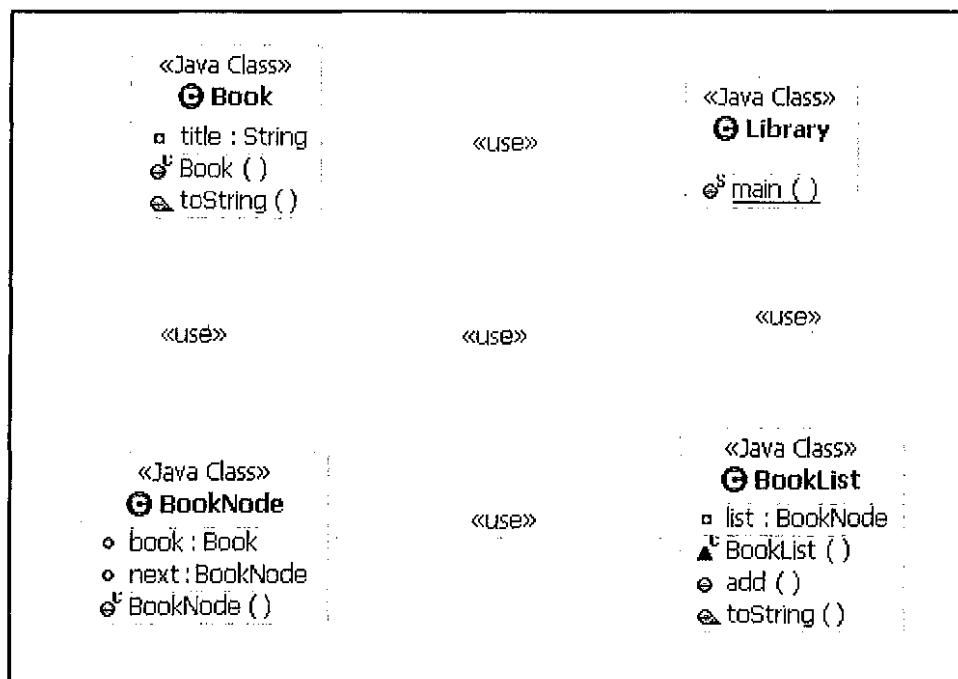 «Java Class»
Book
title : String
Book ( )
toString ( )
«use»
«Java Class»
Library
main ( )
«use»
«use»
«use»
«Java Class»
BookNode
book : Book
next : BookNode
BookNode ( )
«use»
«Java Class»
BookList
list : BookNode
BookList ( )
add ( )
toString ( )